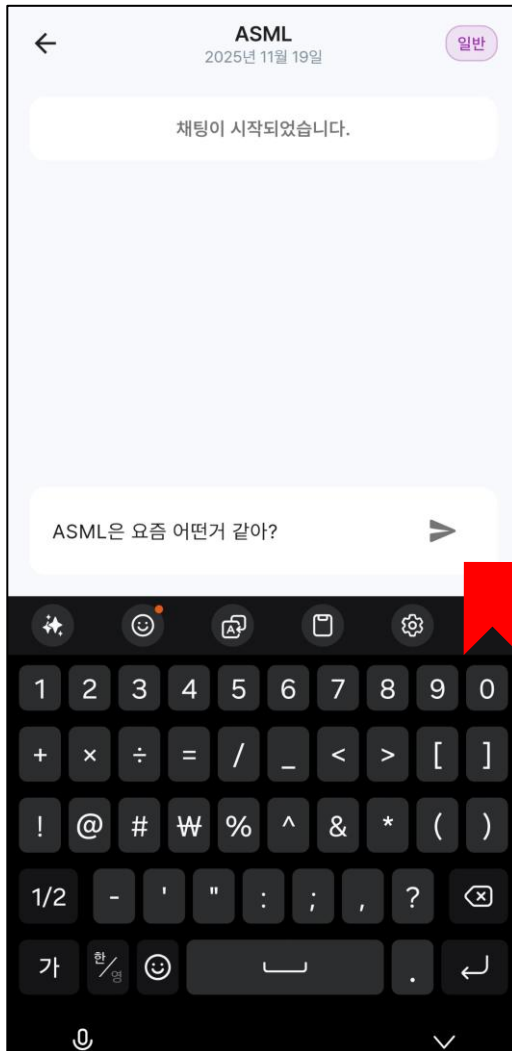 ASML
2025년 11월 19일
일반
채팅이 시작되었습니다.
ASML은 요즘 어떤거 같아?
1 2 3 4 5 6 7 8 9 0
+ × ÷ = / _ < > [ ]
! @ # ₩ % ^ & * ( )
1/2 - ' " : ; , ?
가 한/영 .